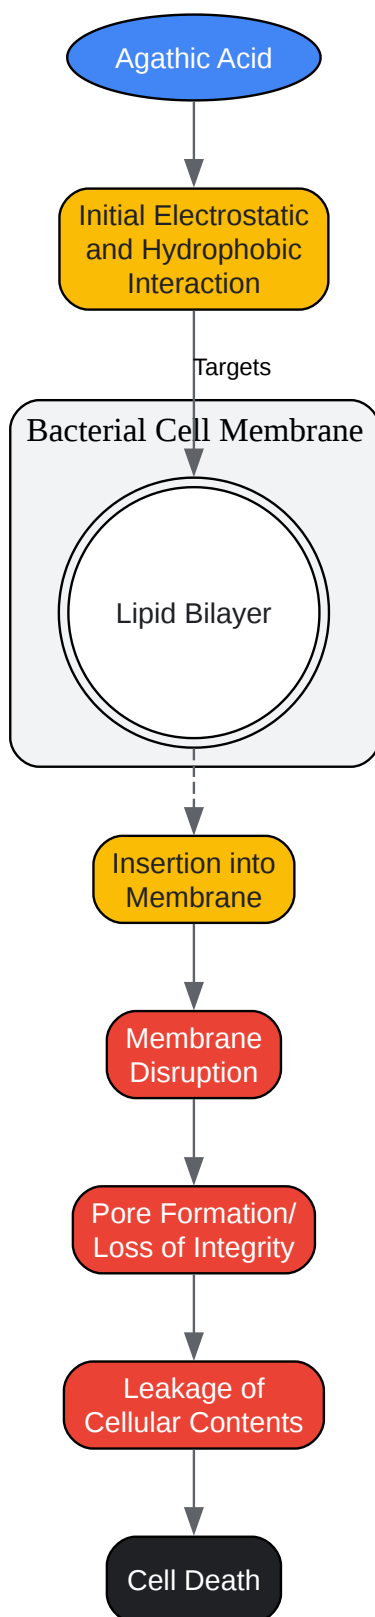 Agathic Acid
Initial Electrostatic
and Hydrophobic
Interaction
Targets
Bacterial Cell Membrane
Lipid Bilayer
Insertion into
Membrane
Membrane
Disruption
Pore Formation/
Loss of Integrity
Leakage of
Cellular Contents
Cell Death